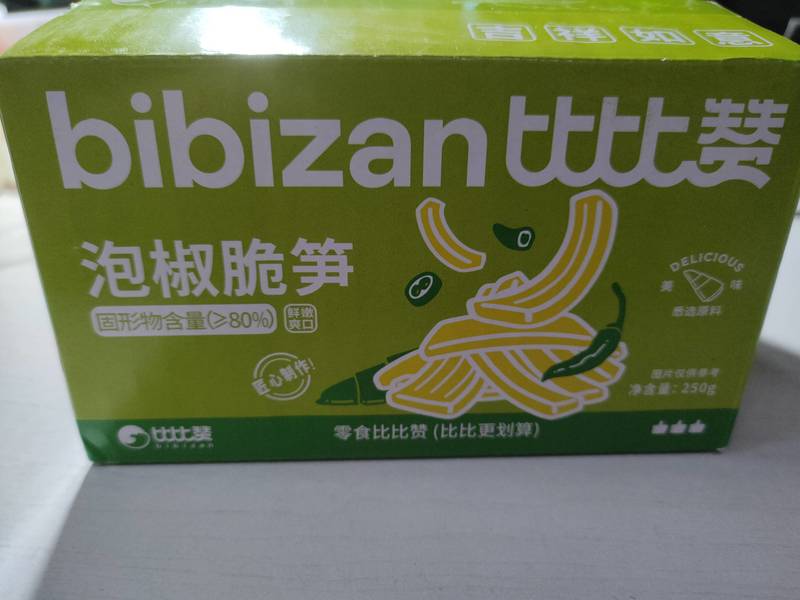 吉祥如意
bibizan比比赞
泡椒脆笋
固形物含量(≥80%)
鲜嫩
爽口
DELICIOUS
美味
悉选原料
匠心制作!
图片仅供参考
净含量: 250g
比比赞
bibizan
零食比比赞 (比比更划算)